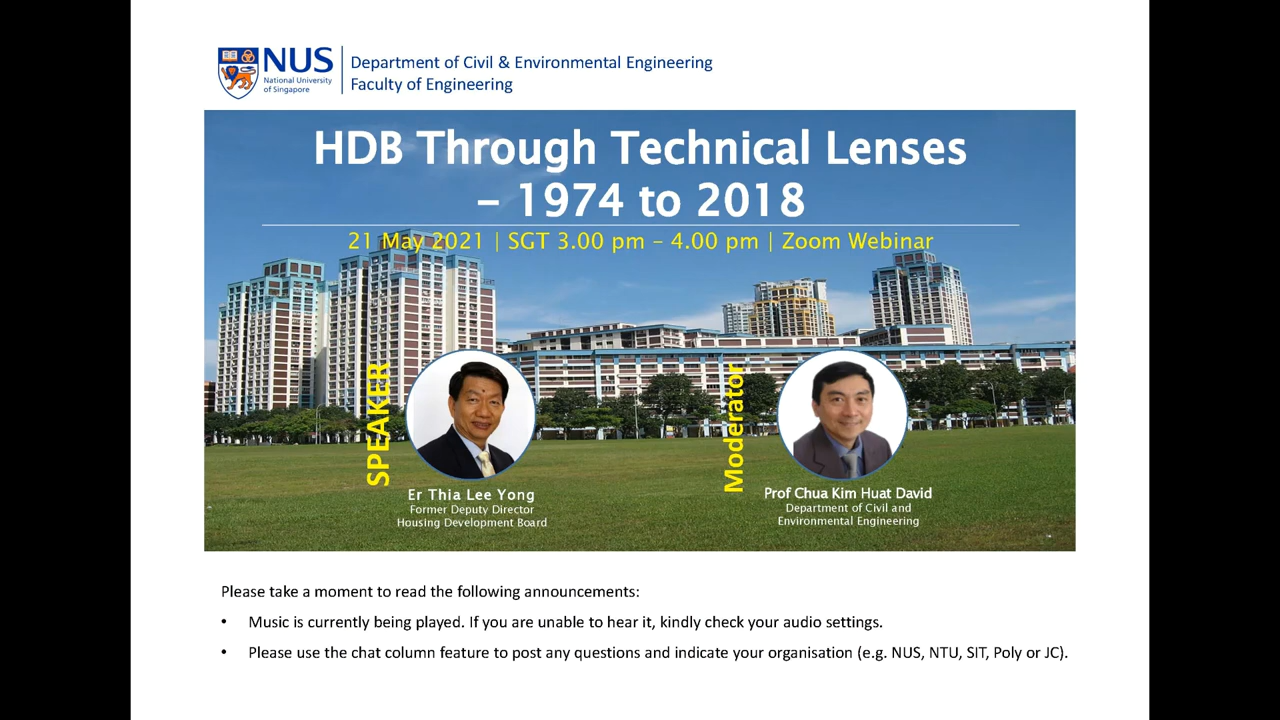 NUS
National University
of Singapore
Department of Civil & Environmental Engineering
Faculty of Engineering
HDB Through Technical Lenses
– 1974 to 2018
21 May 2021 | SGT 3.00 pm – 4.00 pm | Zoom Webinar
SPEAKER
Er Thia Lee Yong
Former Deputy Director
Housing Development Board
Moderator
Prof Chua Kim Huat David
Department of Civil and
Environmental Engineering
Please take a moment to read the following announcements:
• Music is currently being played. If you are unable to hear it, kindly check your audio settings.
• Please use the chat column feature to post any questions and indicate your organisation (e.g. NUS, NTU, SIT, Poly or JC).